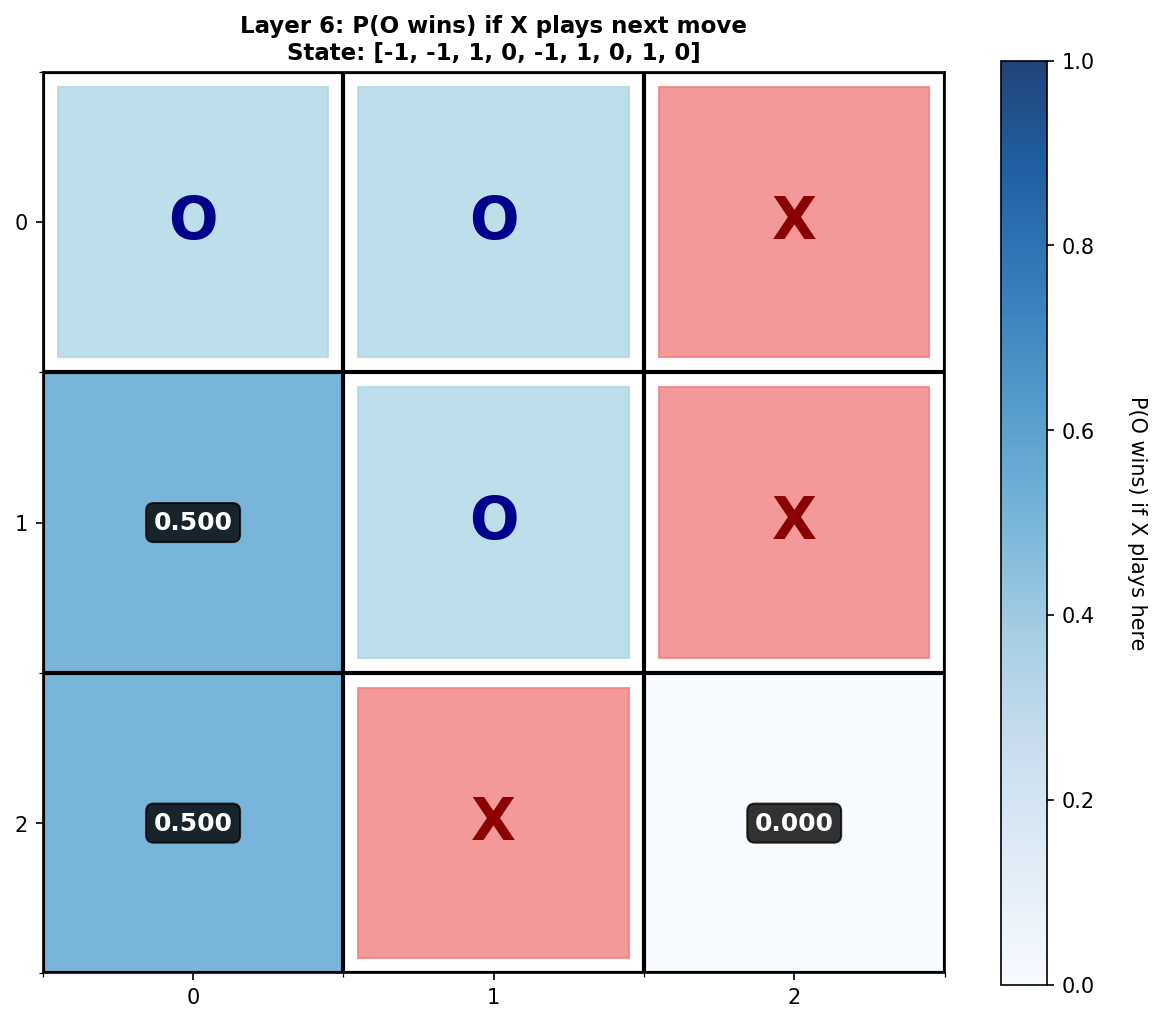 Layer 6: P(O wins) if X plays next move
State: [-1, -1, 1, 0, -1, 1, 0, 1, 0]
0 O O X
1 0.500 O X
2 0.500 X 0.000
0 1 2
1.0
0.8
0.6
0.4
0.2
0.0
P(O wins) if X plays here